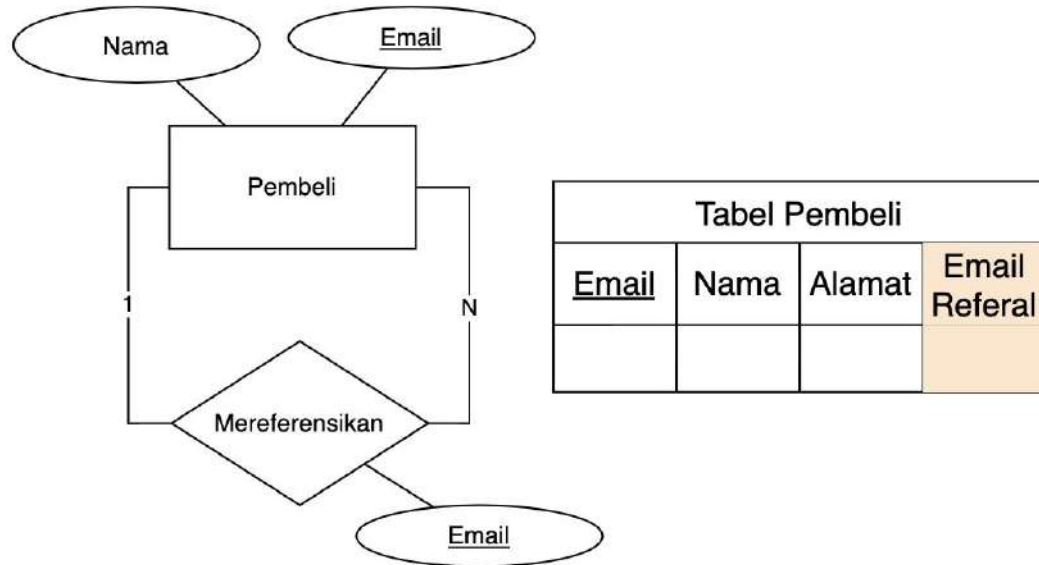 Nama
Email
Pembeli
1
N
Mereferensikan
Email
Tabel Pembeli
Email Nama Alamat Email
Referal